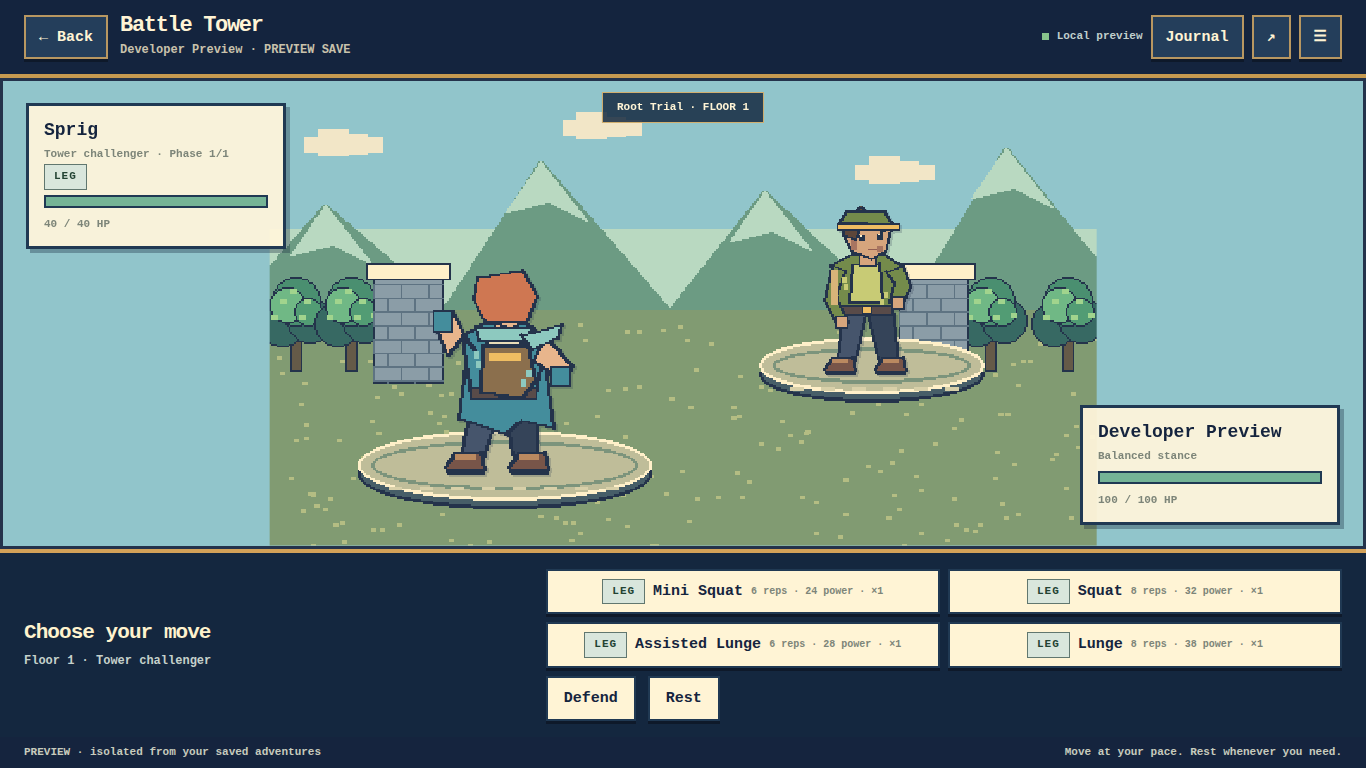 ← Back
Battle Tower
Developer Preview · PREVIEW SAVE
Local preview
Journal
↗
☰
Root Trial · FLOOR 1
Sprig
Tower challenger · Phase 1/1
LEG
40 / 40 HP
Developer Preview
Balanced stance
100 / 100 HP
Choose your move
Floor 1 · Tower challenger
LEG Mini Squat 6 reps · 24 power · ×1
LEG Squat 8 reps · 32 power · ×1
LEG Assisted Lunge 6 reps · 28 power · ×1
LEG Lunge 8 reps · 38 power · ×1
Defend
Rest
PREVIEW · isolated from your saved adventures
Move at your pace. Rest whenever you need.